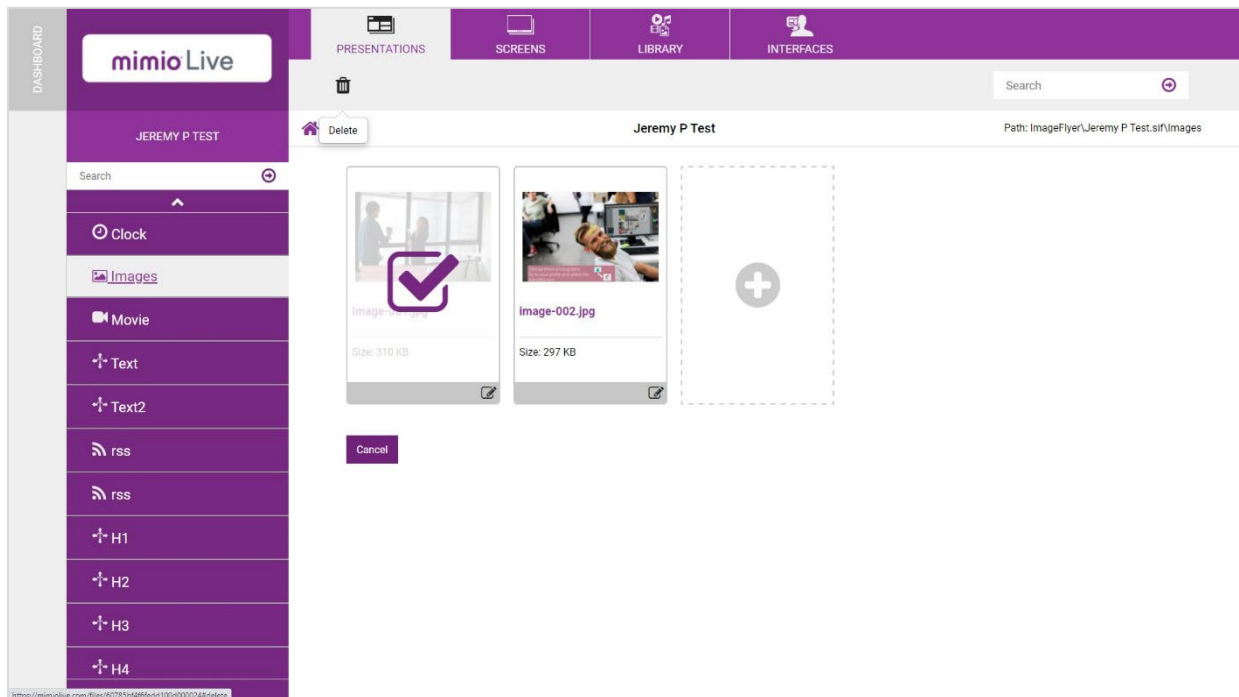 DASHBOARD
mimio Live
PRESENTATIONS
SCREENS
LIBRARY
INTERFACES
Search
Delete
JEREMY P TEST
Jeremy P Test
Path: ImageFlyer\Jeremy P Test.sif\Images
Search
Clock
Images
Movie
Text
Text2
rss
rss
H1
H2
H3
H4
image-002.jpg
Size: 310 KB
Size: 297 KB
Cancel